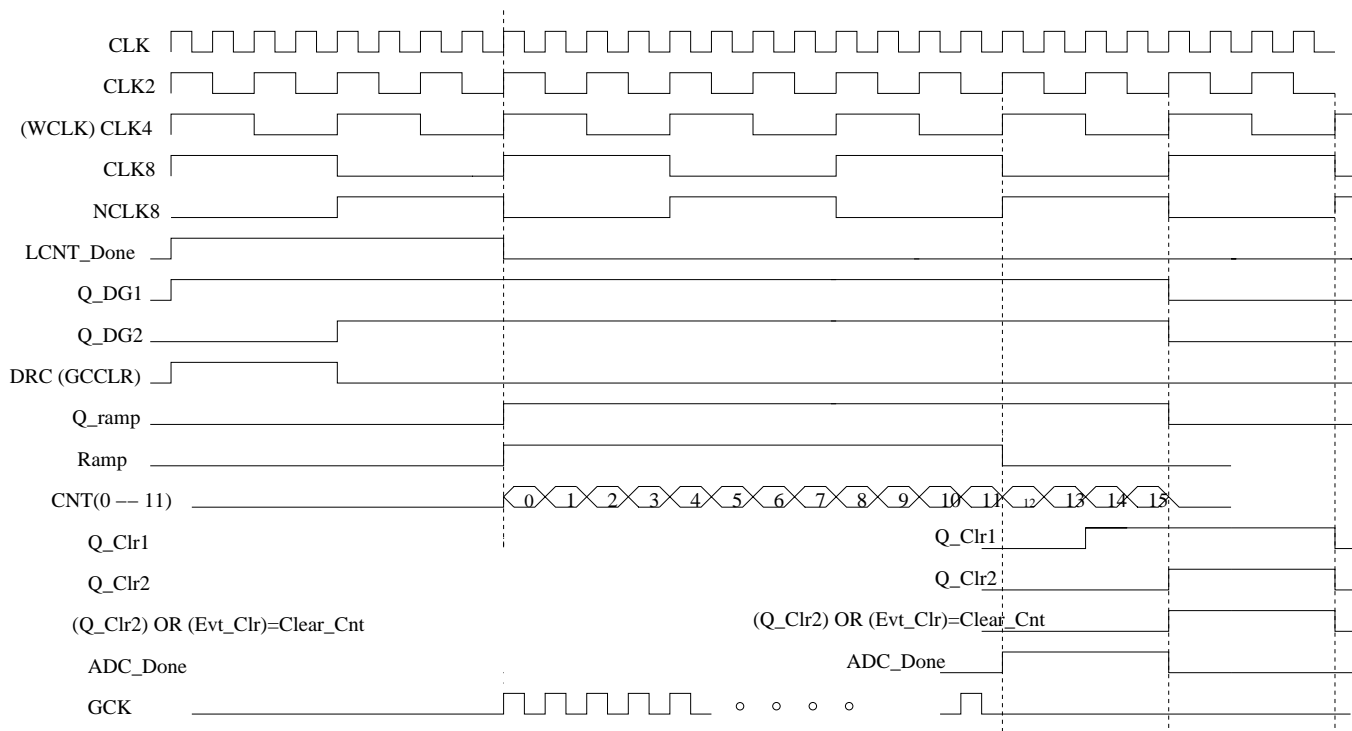 CLK
CLK2
(WCLK) CLK4
CLK8
NCLK8
LCNT_Done
Q_DG1
Q_DG2
DRC (GCCLR)
Q_ramp
Ramp
CNT(0 −− 11) 0 1 2 3 4 5 6 7 8 9 10 11 12 13 14 15
Q_Clr1 Q_Clr1
Q_Clr2 Q_Clr2
(Q_Clr2) OR (Evt_Clr)=Clear_Cnt (Q_Clr2) OR (Evt_Clr)=Clear_Cnt
ADC_Done ADC_Done
GCK